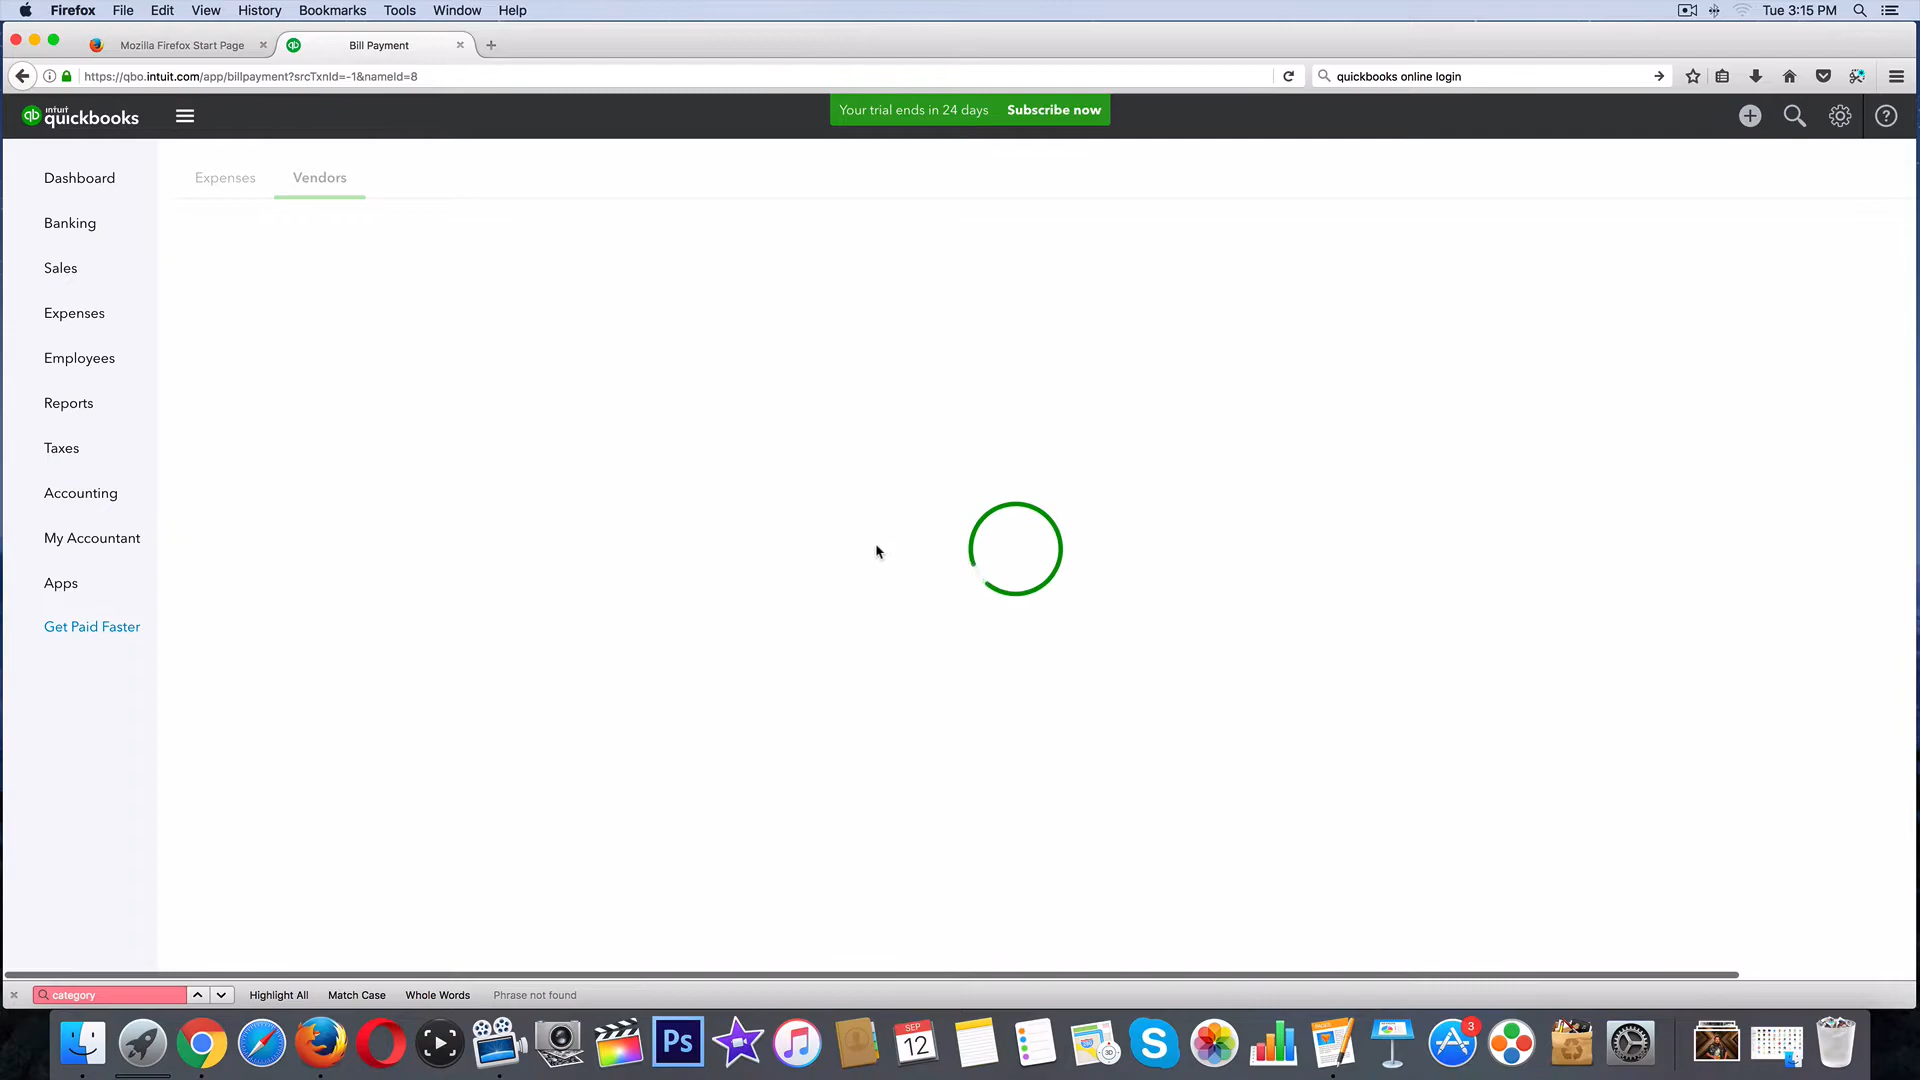 Firefox File Edit View History Bookmarks Tools Window Help Tue 3:15 PM
Mozilla Firefox Start Page Bill Payment
https://qbo.intuit.com/app/billpayment?srcTxnId=-1&nameId=8 quickbooks online login
intuit
quickbooks
Your trial ends in 24 days Subscribe now
Expenses Vendors
Dashboard
Banking
Sales
Expenses
Employees
Reports
Taxes
Accounting
My Accountant
Apps
Get Paid Faster
category Highlight All Match Case Whole Words Phrase not found
Ps
SEP
12
3D
S
3